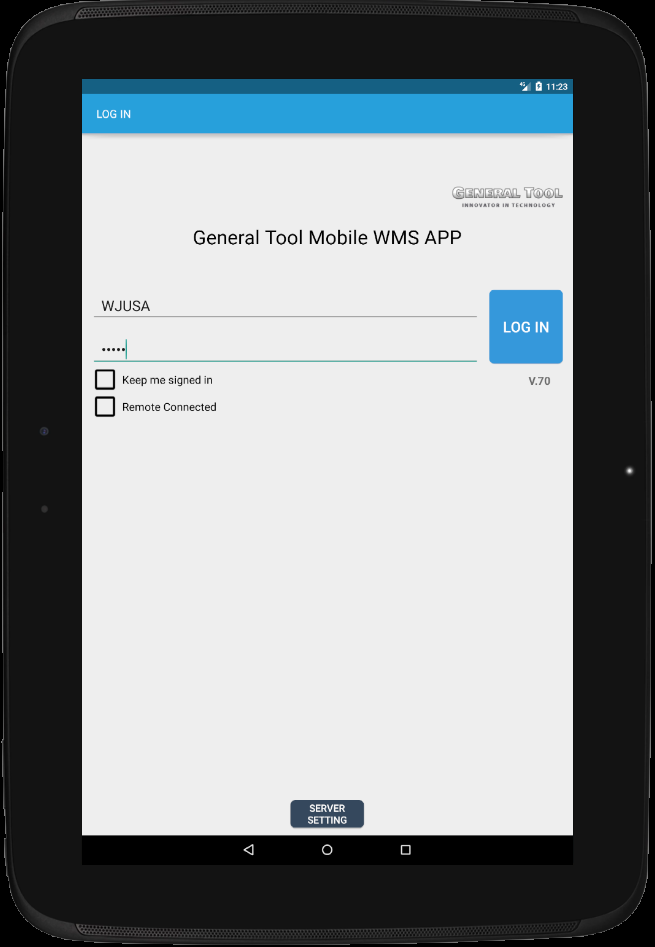 11:23
LOG IN
GENERAL TOOL
INNOVATOR IN TECHNOLOGY
General Tool Mobile WMS APP
WJUSA
•••••
LOG IN
Keep me signed in
V.70
Remote Connected
SERVER
SETTING